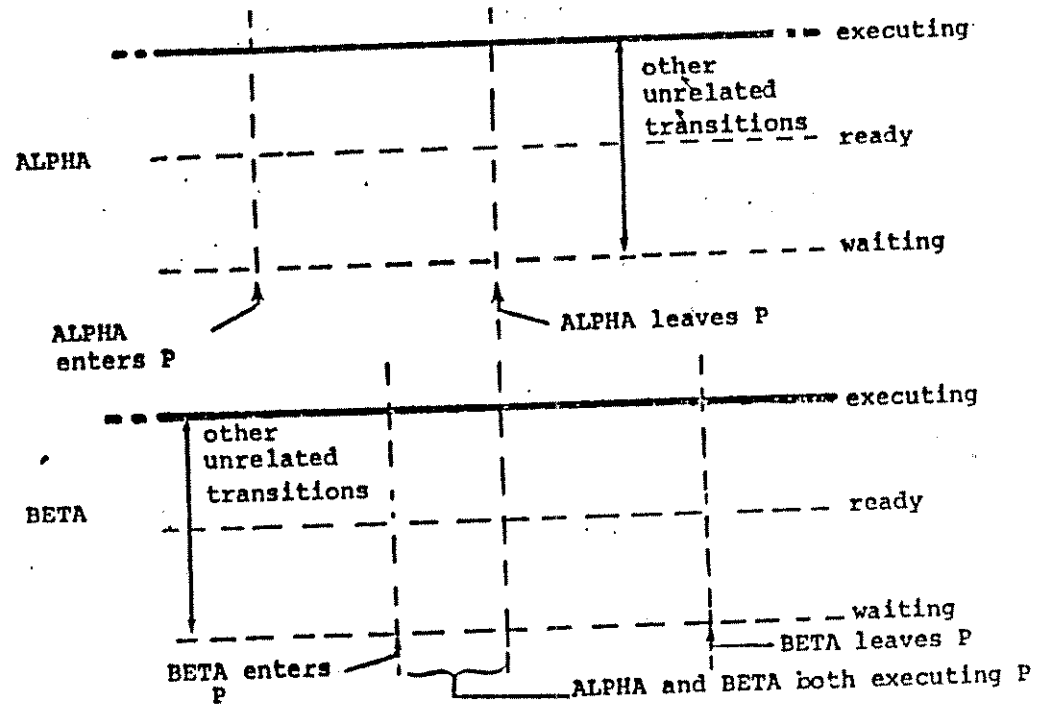 executing
other
unrelated
transitions
ALPHA
ready
waiting
ALPHA
enters P
ALPHA leaves P
executing
other
unrelated
transitions
BETA
ready
waiting
BETA enters
P
BETA leaves P
ALPHA and BETA both executing P